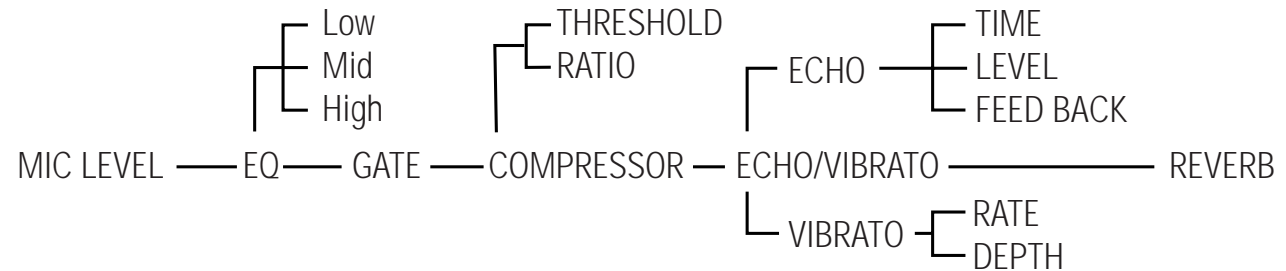 Low
Mid
High
THRESHOLD
RATIO
ECHO
TIME
LEVEL
FEED BACK
MIC LEVEL EQ GATE COMPRESSOR ECHO/VIBRATO REVERB
VIBRATO
RATE
DEPTH